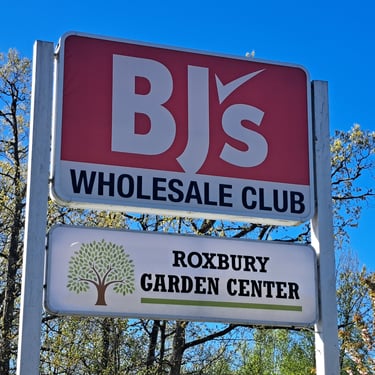 BJ's
WHOLESALE CLUB
ROXBURY
GARDEN CENTER